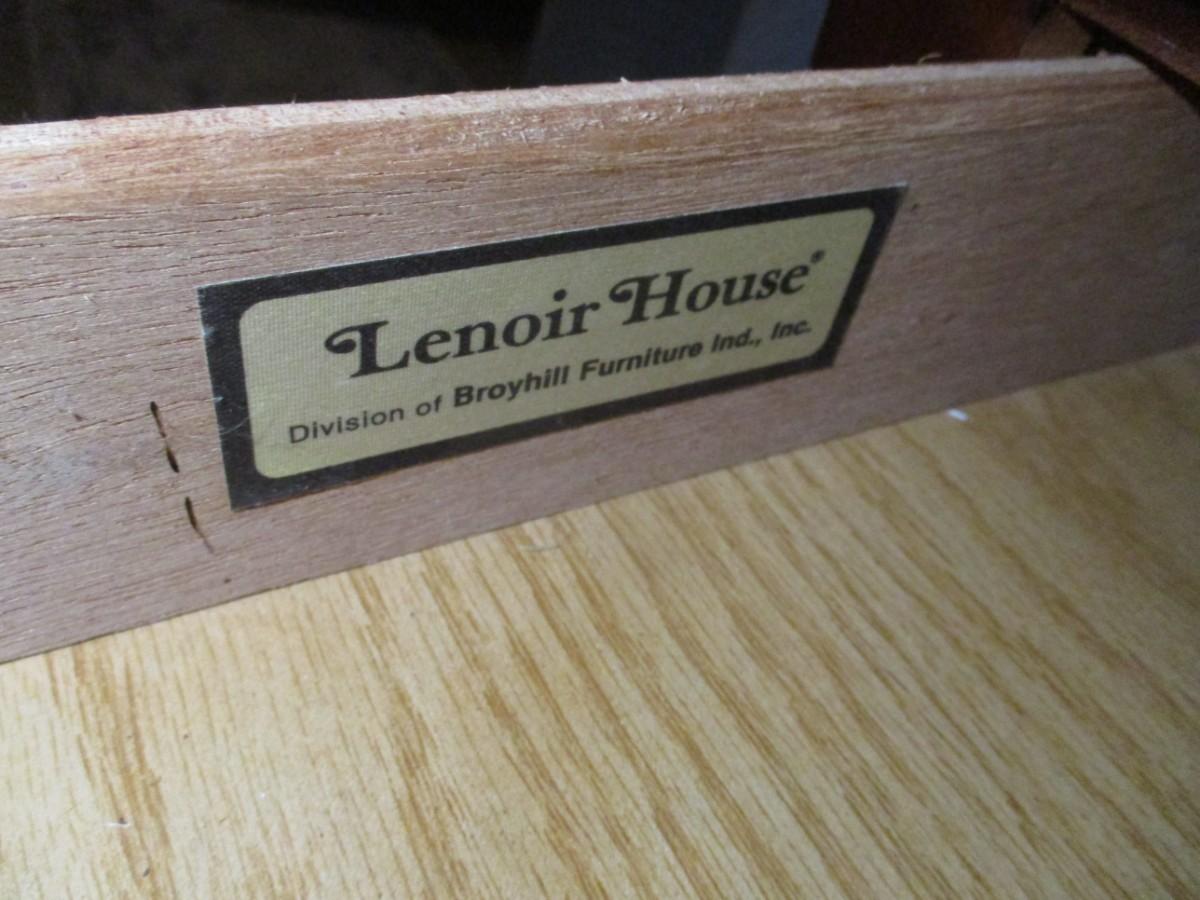 Lenoir House®
Division of Broyhill Furniture Ind., Inc.